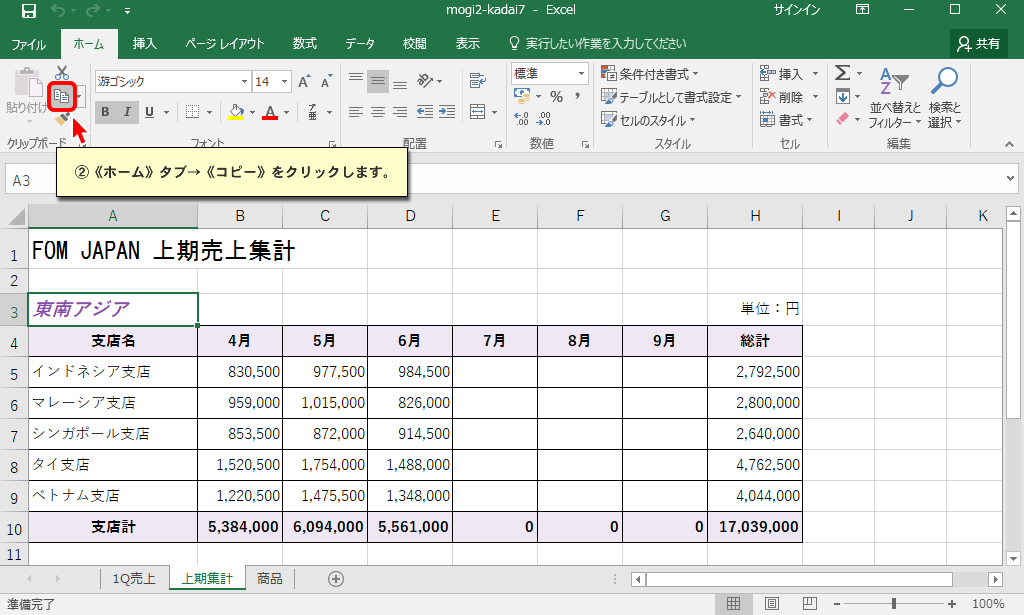 mogi2-kadai7 - Excel サインイン
ファイル ホーム 挿入 ページ レイアウト 数式 データ 校閲 表示 実行したい作業を入力してください 共有
貼り付け 游ゴシック 14 A A 標準 条件付き書式 挿入 Σ
B I U A % , テーブルとして書式設定 削除 並べ替えと 検索と
セルのスタイル 書式 フィルター 選択
クリップボード フォント 配置 数値 スタイル セル 編集
②《ホーム》タブ→《コピー》をクリックします。
A3
A B C D E F G H I J K
1 FOM JAPAN 上期売上集計
2
3 東南アジア 単位：円
4 支店名 4月 5月 6月 7月 8月 9月 総計
5 インドネシア支店 830,500 977,500 984,500 2,792,500
6 マレーシア支店 959,000 1,015,000 826,000 2,800,000
7 シンガポール支店 853,500 872,000 914,500 2,640,000
8 タイ支店 1,520,500 1,754,000 1,488,000 4,762,500
9 ベトナム支店 1,220,500 1,475,500 1,348,000 4,044,000
10 支店計 5,384,000 6,094,000 5,561,000 0 0 0 17,039,000
11
1Q売上 上期集計 商品
準備完了 100%